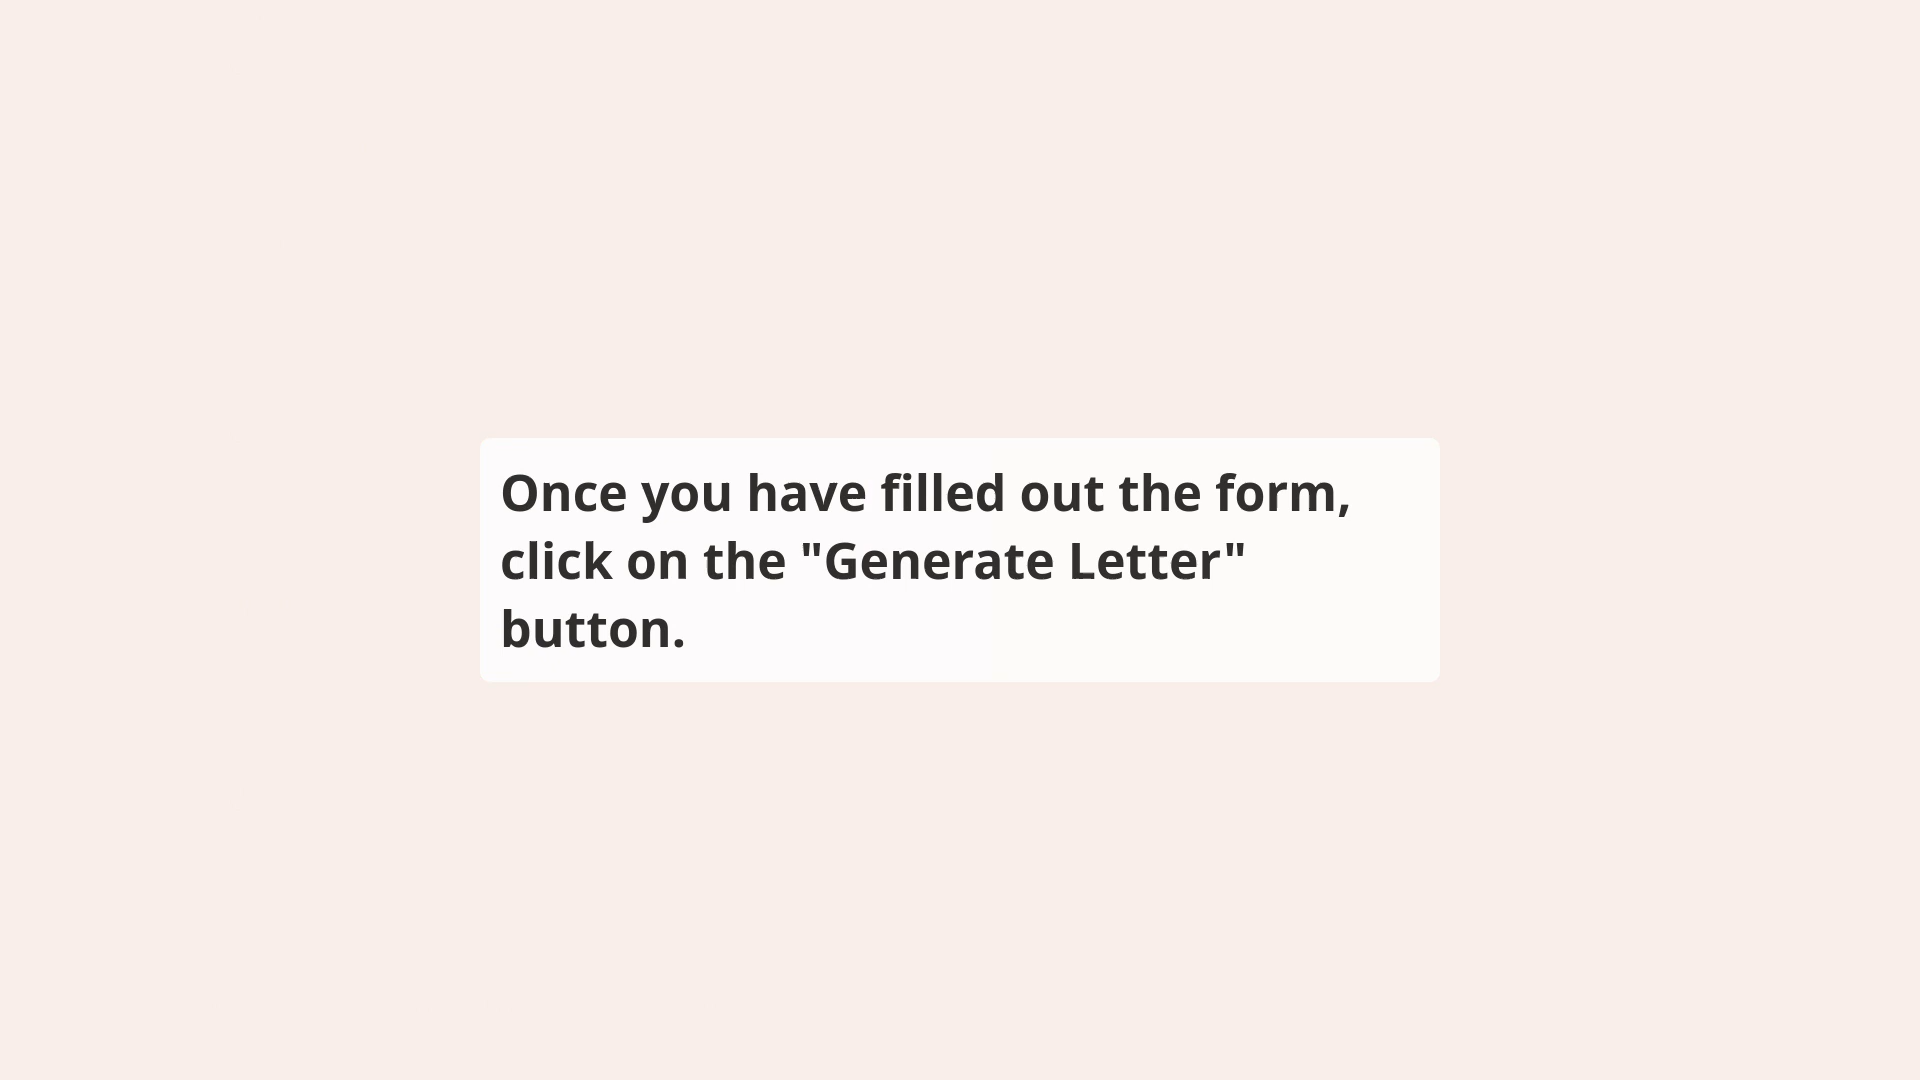 Once you have filled out the form,
click on the "Generate Letter"
button.